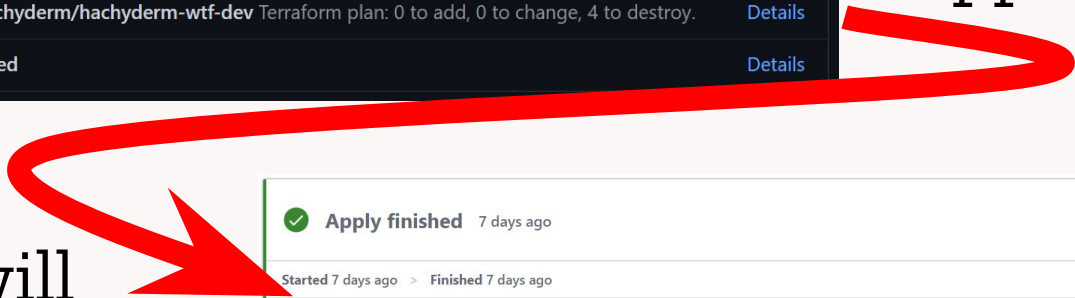 chyderm/hachyderm-wtf-dev Terraform plan: 0 to add, 0 to change, 4 to destroy. Details
ed Details
Apply finished 7 days ago
Started 7 days ago > Finished 7 days ago
will